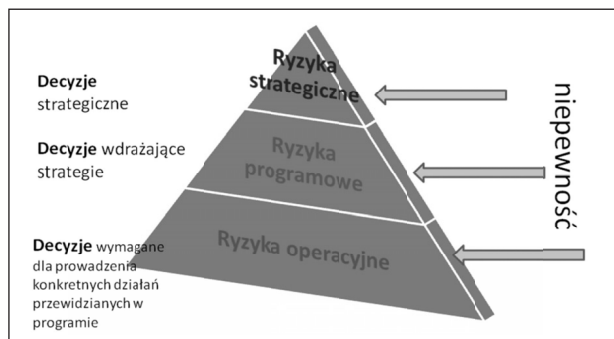 Ryzyka
strategiczne
Decyzje
strategiczne
Decyzje wdrażające
strategie
Ryzyka
programowe
Decyzje wymagane
dla prowadzenia
konkretnych działań
przewidzianych w
programie
Ryzyka operacyjne
niepewność